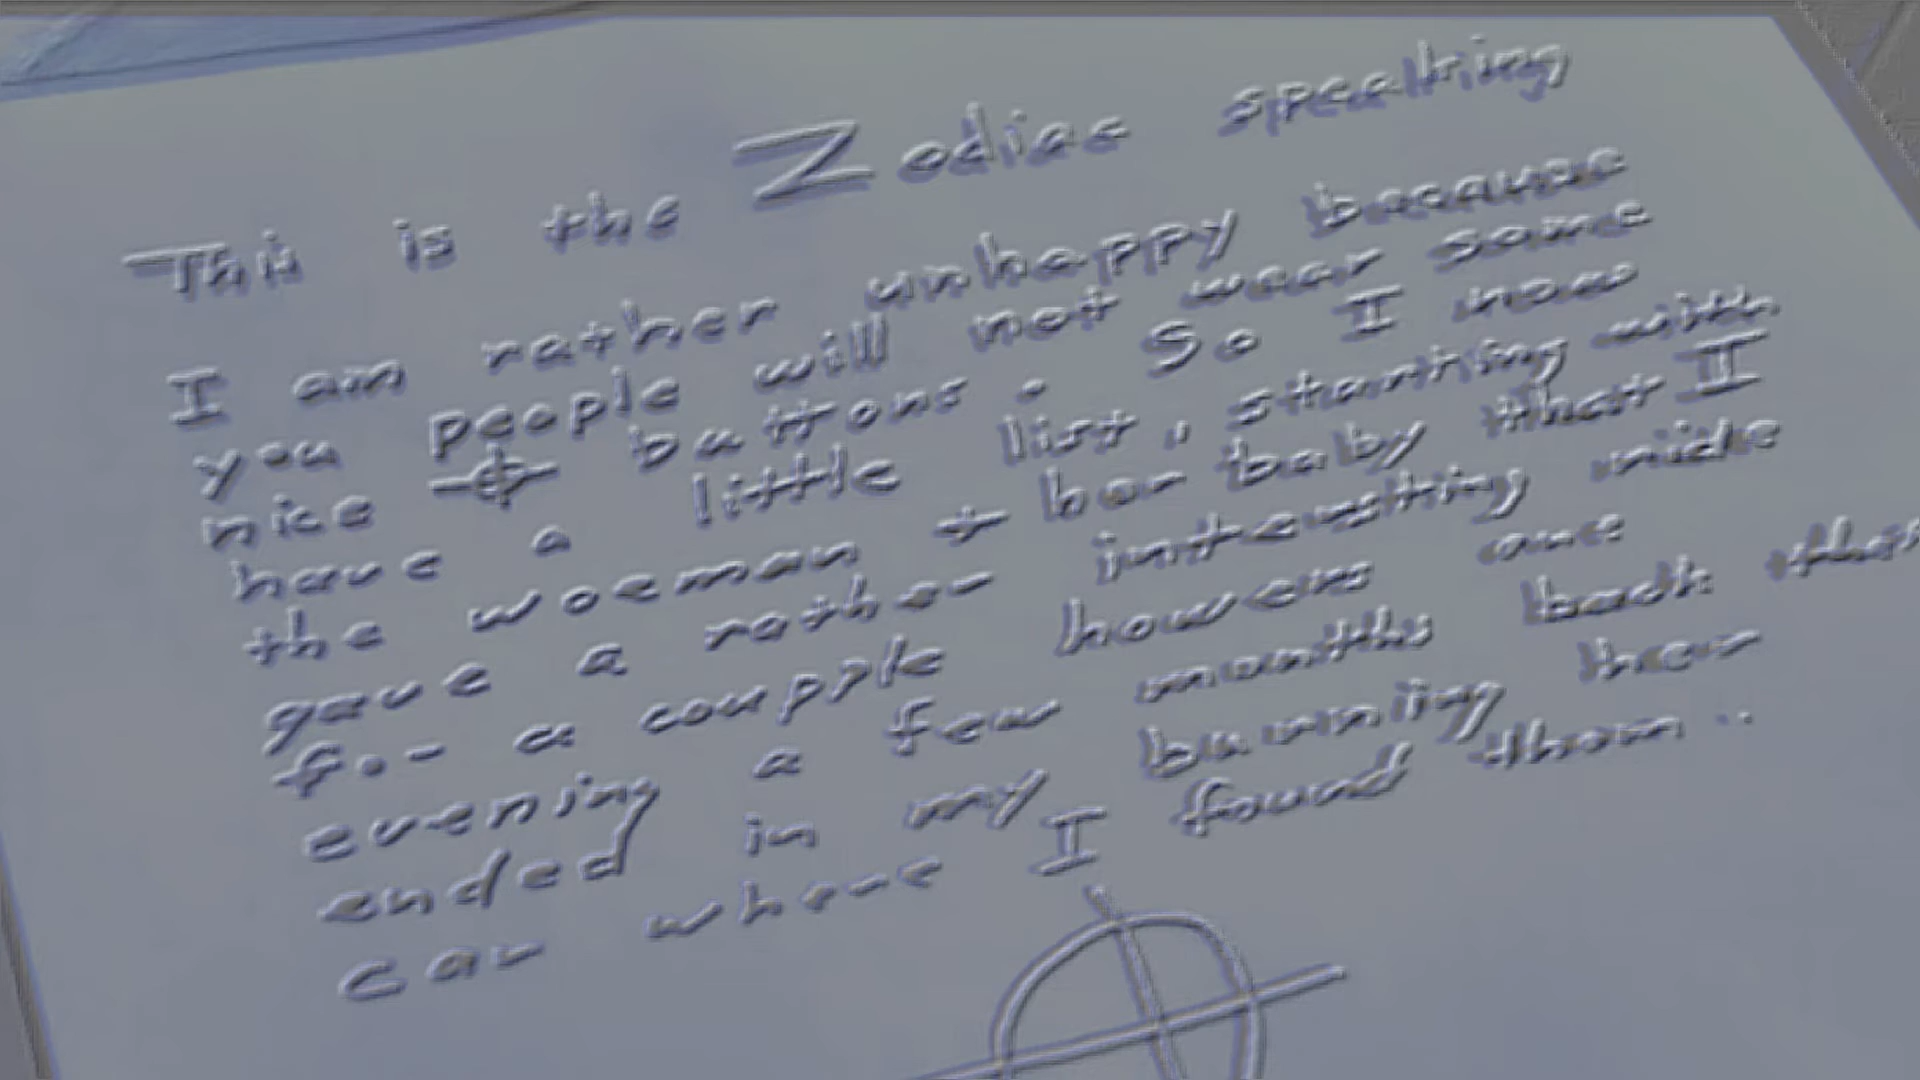 This is the Zodiac speaking
I am rather unhappy because
you people will not wear some
nice buttons. So I now
have a little list, starting with
the woeman + her baby that I
gave a rather intersting ride
for a coupple howers one
evening a few months back that
ended in my burning her
car where I found them..